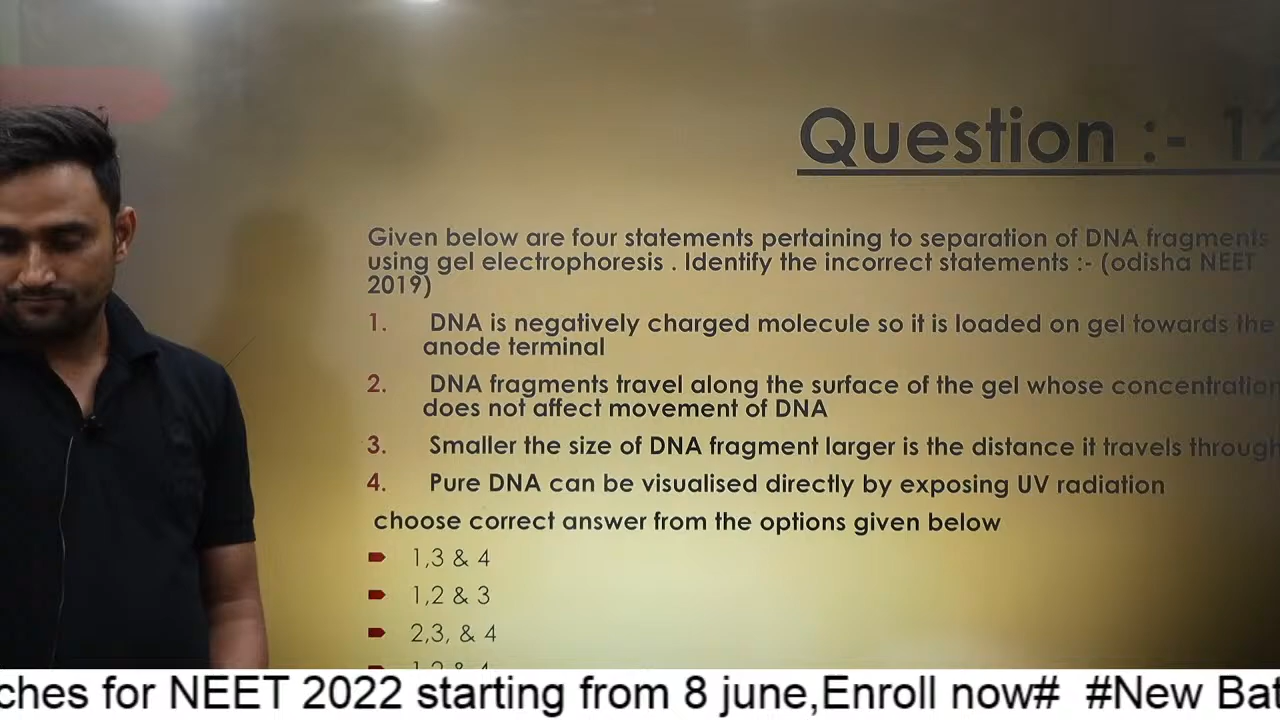 Question :- 12
Given below are four statements pertaining to separation of DNA fragments
using gel electrophoresis . Identify the incorrect statements :- (odisha NEET
2019)
1. DNA is negatively charged molecule so it is loaded on gel towards the
anode terminal
2. DNA fragments travel along the surface of the gel whose concentration
does not affect movement of DNA
3. Smaller the size of DNA fragment larger is the distance it travels through
4. Pure DNA can be visualised directly by exposing UV radiation
choose correct answer from the options given below
1,3 & 4
1,2 & 3
2,3, & 4
1,2 & 4
ches for NEET 2022 starting from 8 june,Enroll now# #New Bat